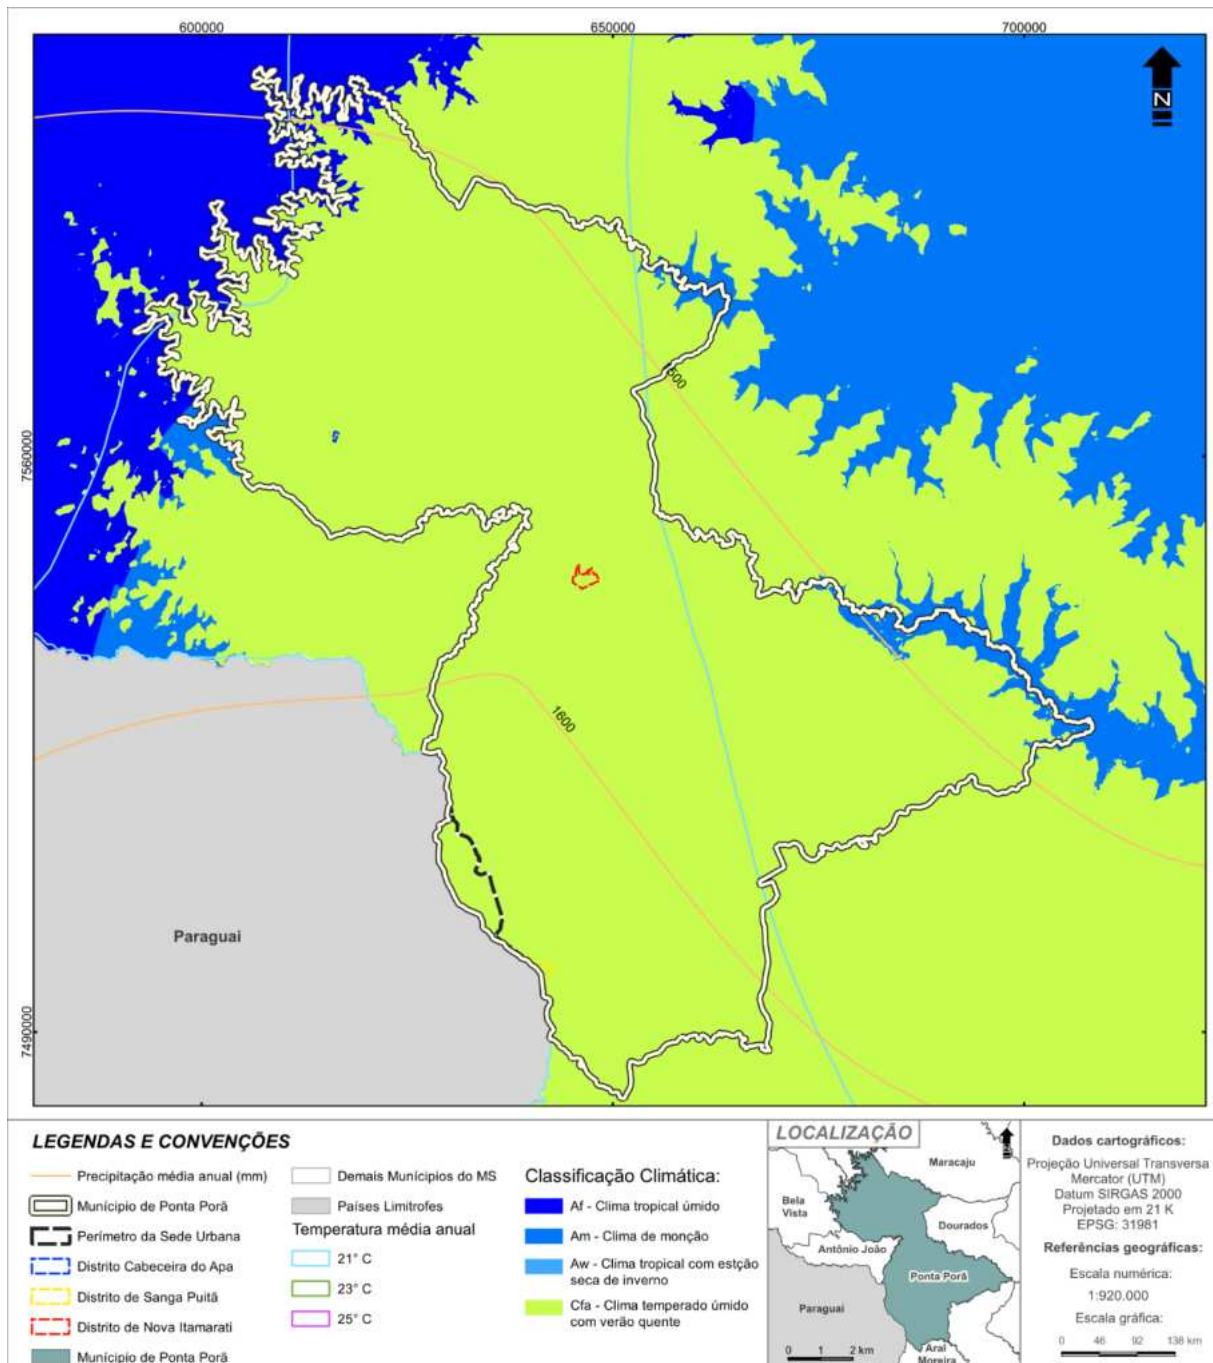 600000
650000
700000
N
1500
7560000
1600
Paraguai
7490000
LEGENDAS E CONVENÇÕES
Precipitação média anual (mm)
Município de Ponta Porã
Perímetro da Sede Urbana
Distrito Cabeceira do Apa
Distrito de Sanga Puitã
Distrito de Nova Itamarati
Município de Ponta Porã
Demais Munícipios do MS
Países Limítrofes
Temperatura média anual
21° C
23° C
25° C
Classificação Climática:
Af - Clima tropical úmido
Am - Clima de monção
Aw - Clima tropical com estção
seca de inverno
Cfa - Clima temperado úmido
com verão quente
LOCALIZAÇÃO
Maracaju
Bela
Vista
Dourados
Antônio João
Ponta Porã
Paraguai
Aral
Moreira
0 1 2 km
Dados cartográficos:
Projeção Universal Transversa
Mercator (UTM)
Datum SIRGAS 2000
Projetado em 21 K
EPSG: 31981
Referências geográficas:
Escala numérica:
1:920.000
Escala gráfica:
0 46 92 138 km